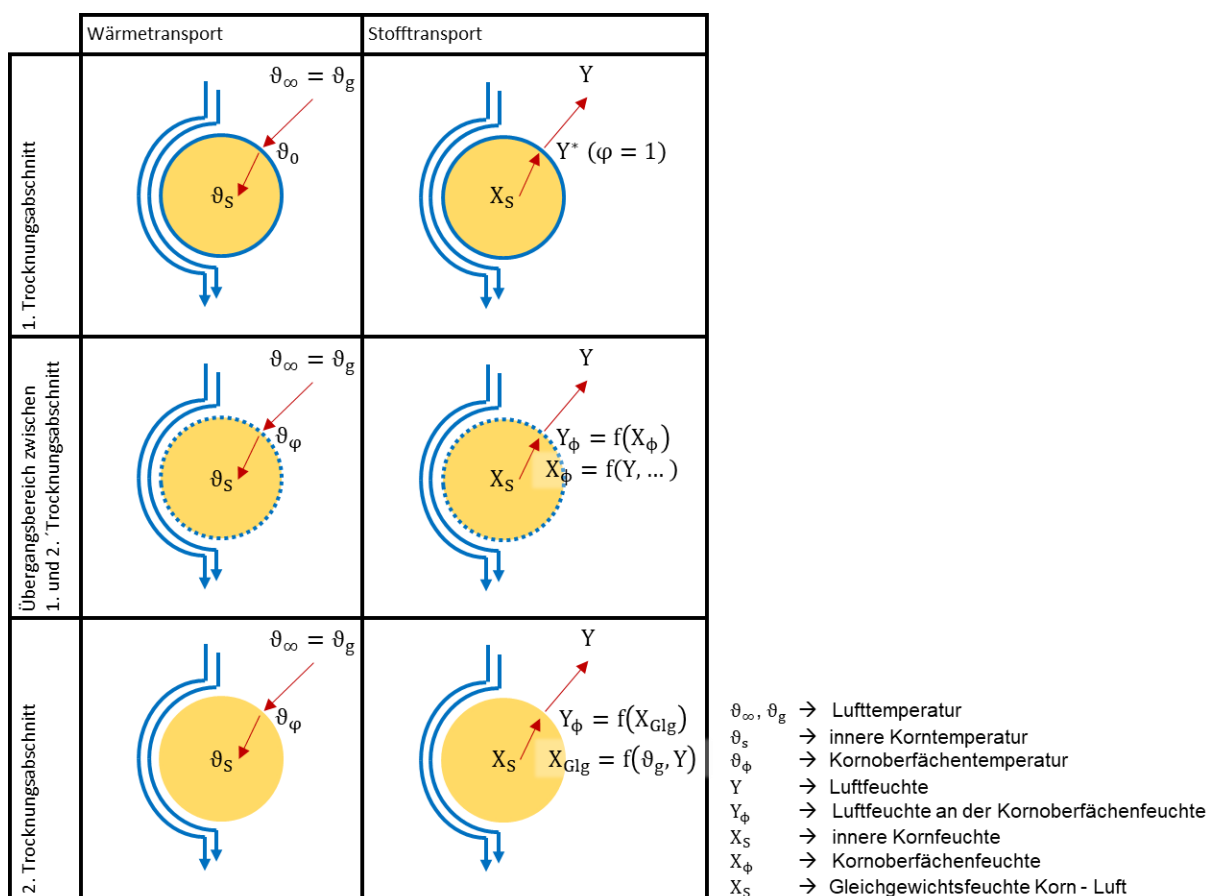 Wärmetransport
Stofftransport
1. Trocknungsabschnitt
ϑ∞ = ϑg
ϑ0
ϑS
Y
Y* (φ = 1)
XS
Übergangsbereich zwischen
1. und 2. ´Trocknungsabschnitt
ϑ∞ = ϑg
ϑφ
ϑS
Y
Yϕ = f(Xϕ)
XS
Xϕ = f(Y, … )
2. Trocknungsabschnitt
ϑ∞ = ϑg
ϑφ
ϑS
Y
Yϕ = f(XGlg)
XS
XGlg = f(ϑg, Y)
ϑ∞, ϑg → Lufttemperatur
ϑs → innere Korntemperatur
ϑϕ → Kornoberfächentemperatur
Y → Luftfeuchte
Yϕ → Luftfeuchte an der Kornoberfächenfeuchte
XS → innere Kornfeuchte
Xϕ → Kornoberfächenfeuchte
XS → Gleichgewichtsfeuchte Korn - Luft